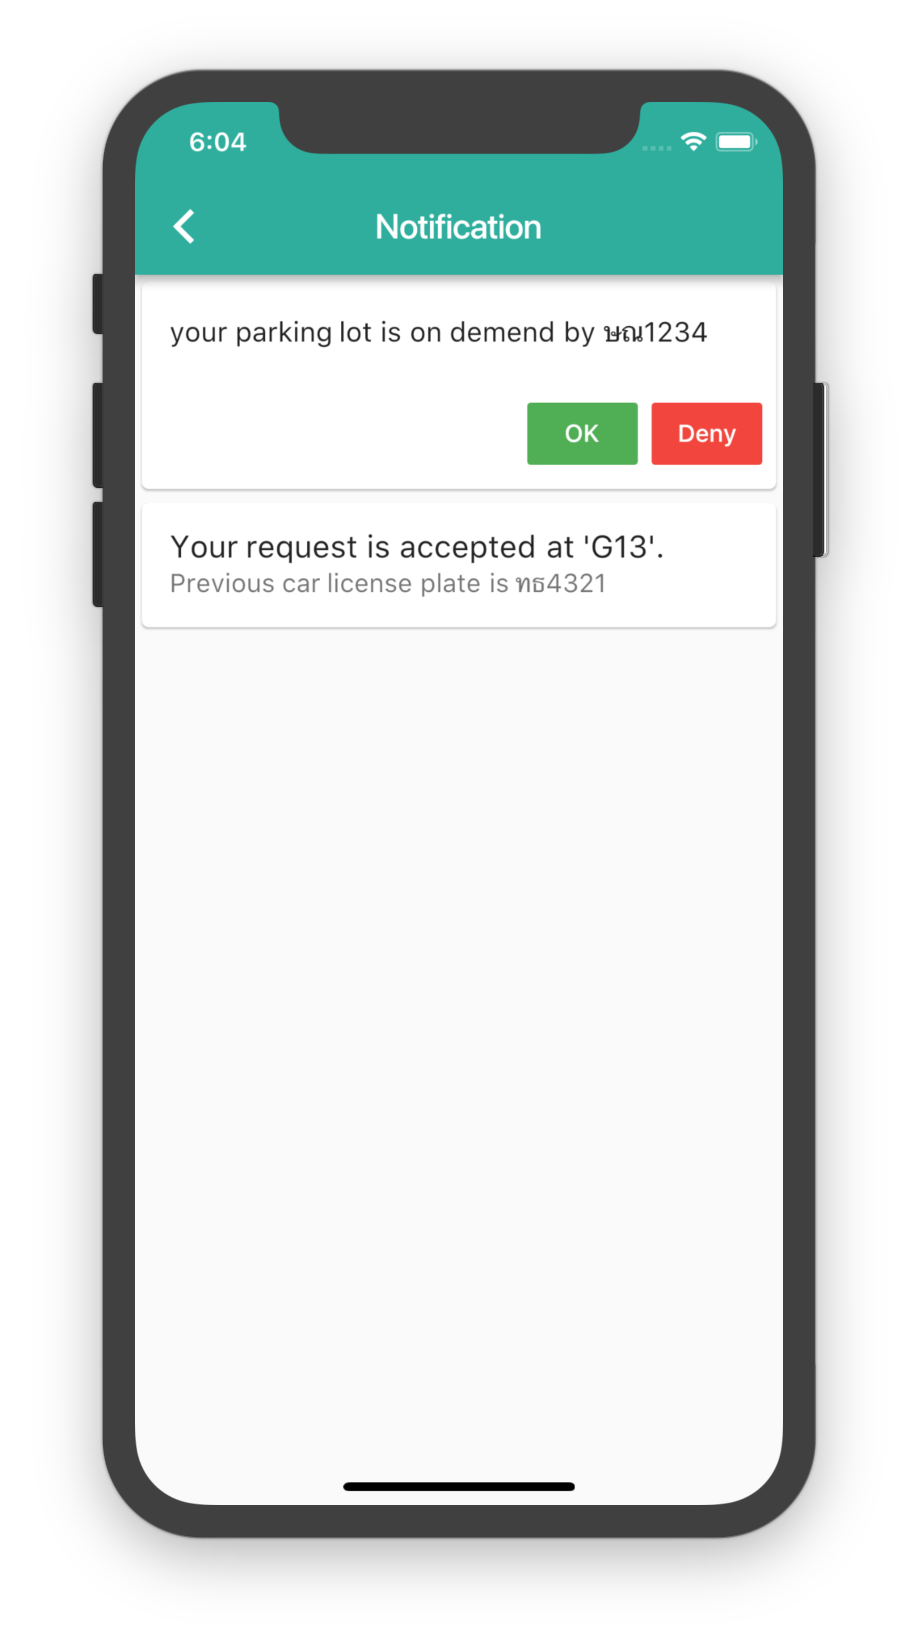 6:04
Notification
your parking lot is on demend by ษณ1234
OK
Deny
Your request is accepted at 'G13'.
Previous car license plate is ทธ4321